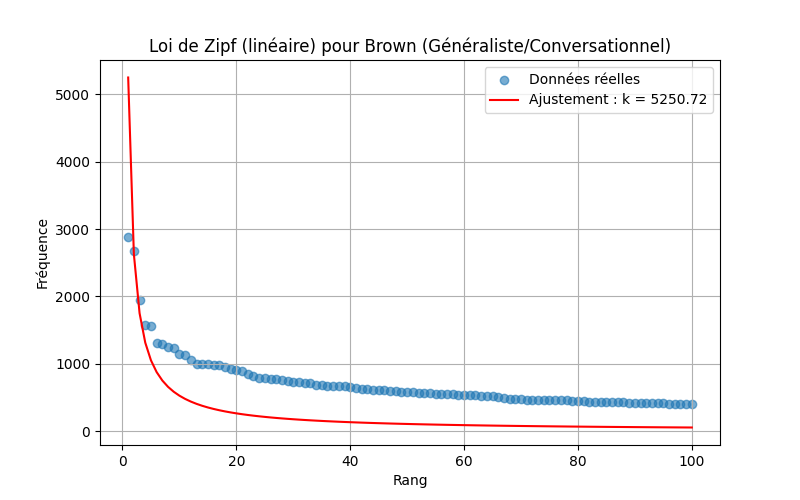 Loi de Zipf (linéaire) pour Brown (Généraliste/Conversationnel)
Données réelles
Ajustement : k = 5250.72
Fréquence
5000
4000
3000
2000
1000
0
0 20 40 60 80 100
Rang